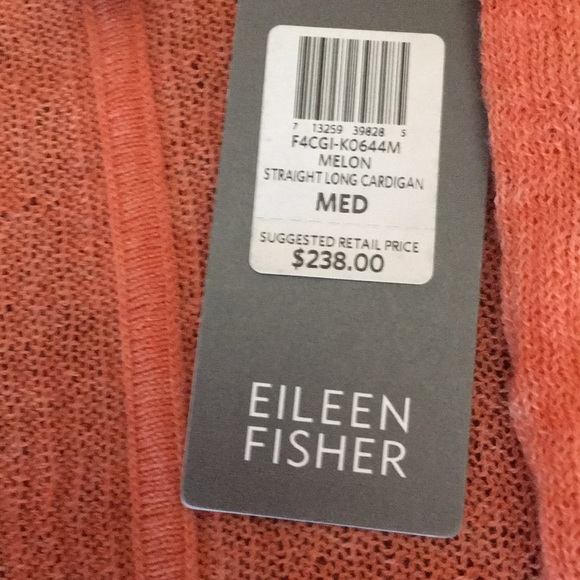 7 13259 39828 5
F4CGI-K0644M
MELON
STRAIGHT LONG CARDIGAN
MED
SUGGESTED RETAIL PRICE
$238.00
EILEEN
FISHER